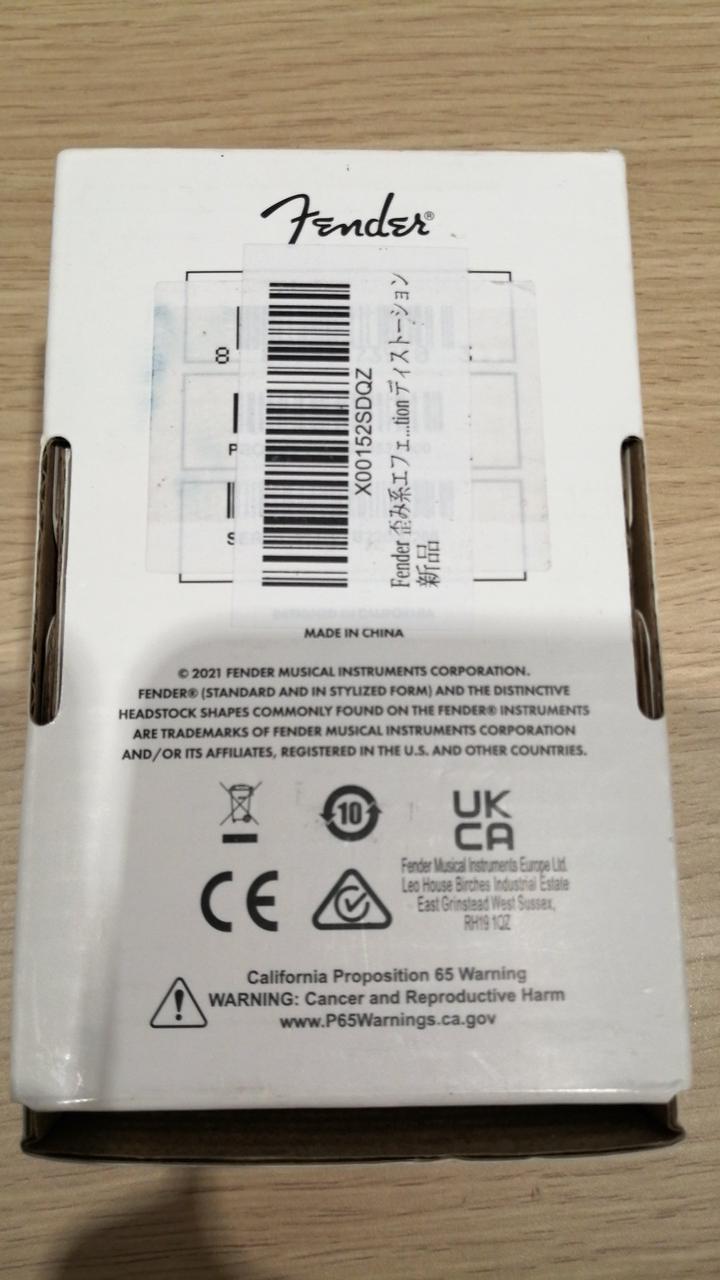 Fender®
X00152SDQZ
Fender 歪み系エフェ...tion ディストーション
新品
MADE IN CHINA
© 2021 FENDER MUSICAL INSTRUMENTS CORPORATION.
FENDER® (STANDARD AND IN STYLIZED FORM) AND THE DISTINCTIVE
HEADSTOCK SHAPES COMMONLY FOUND ON THE FENDER® INSTRUMENTS
ARE TRADEMARKS OF FENDER MUSICAL INSTRUMENTS CORPORATION
AND/OR ITS AFFILIATES, REGISTERED IN THE U.S. AND OTHER COUNTRIES.
10
UK
CA
Fender Musical Instruments Europe Ltd.
Leo House Birches Industrial Estate
East Grinstead West Sussex,
RH19 1QZ
CE
California Proposition 65 Warning
WARNING: Cancer and Reproductive Harm
www.P65Warnings.ca.gov